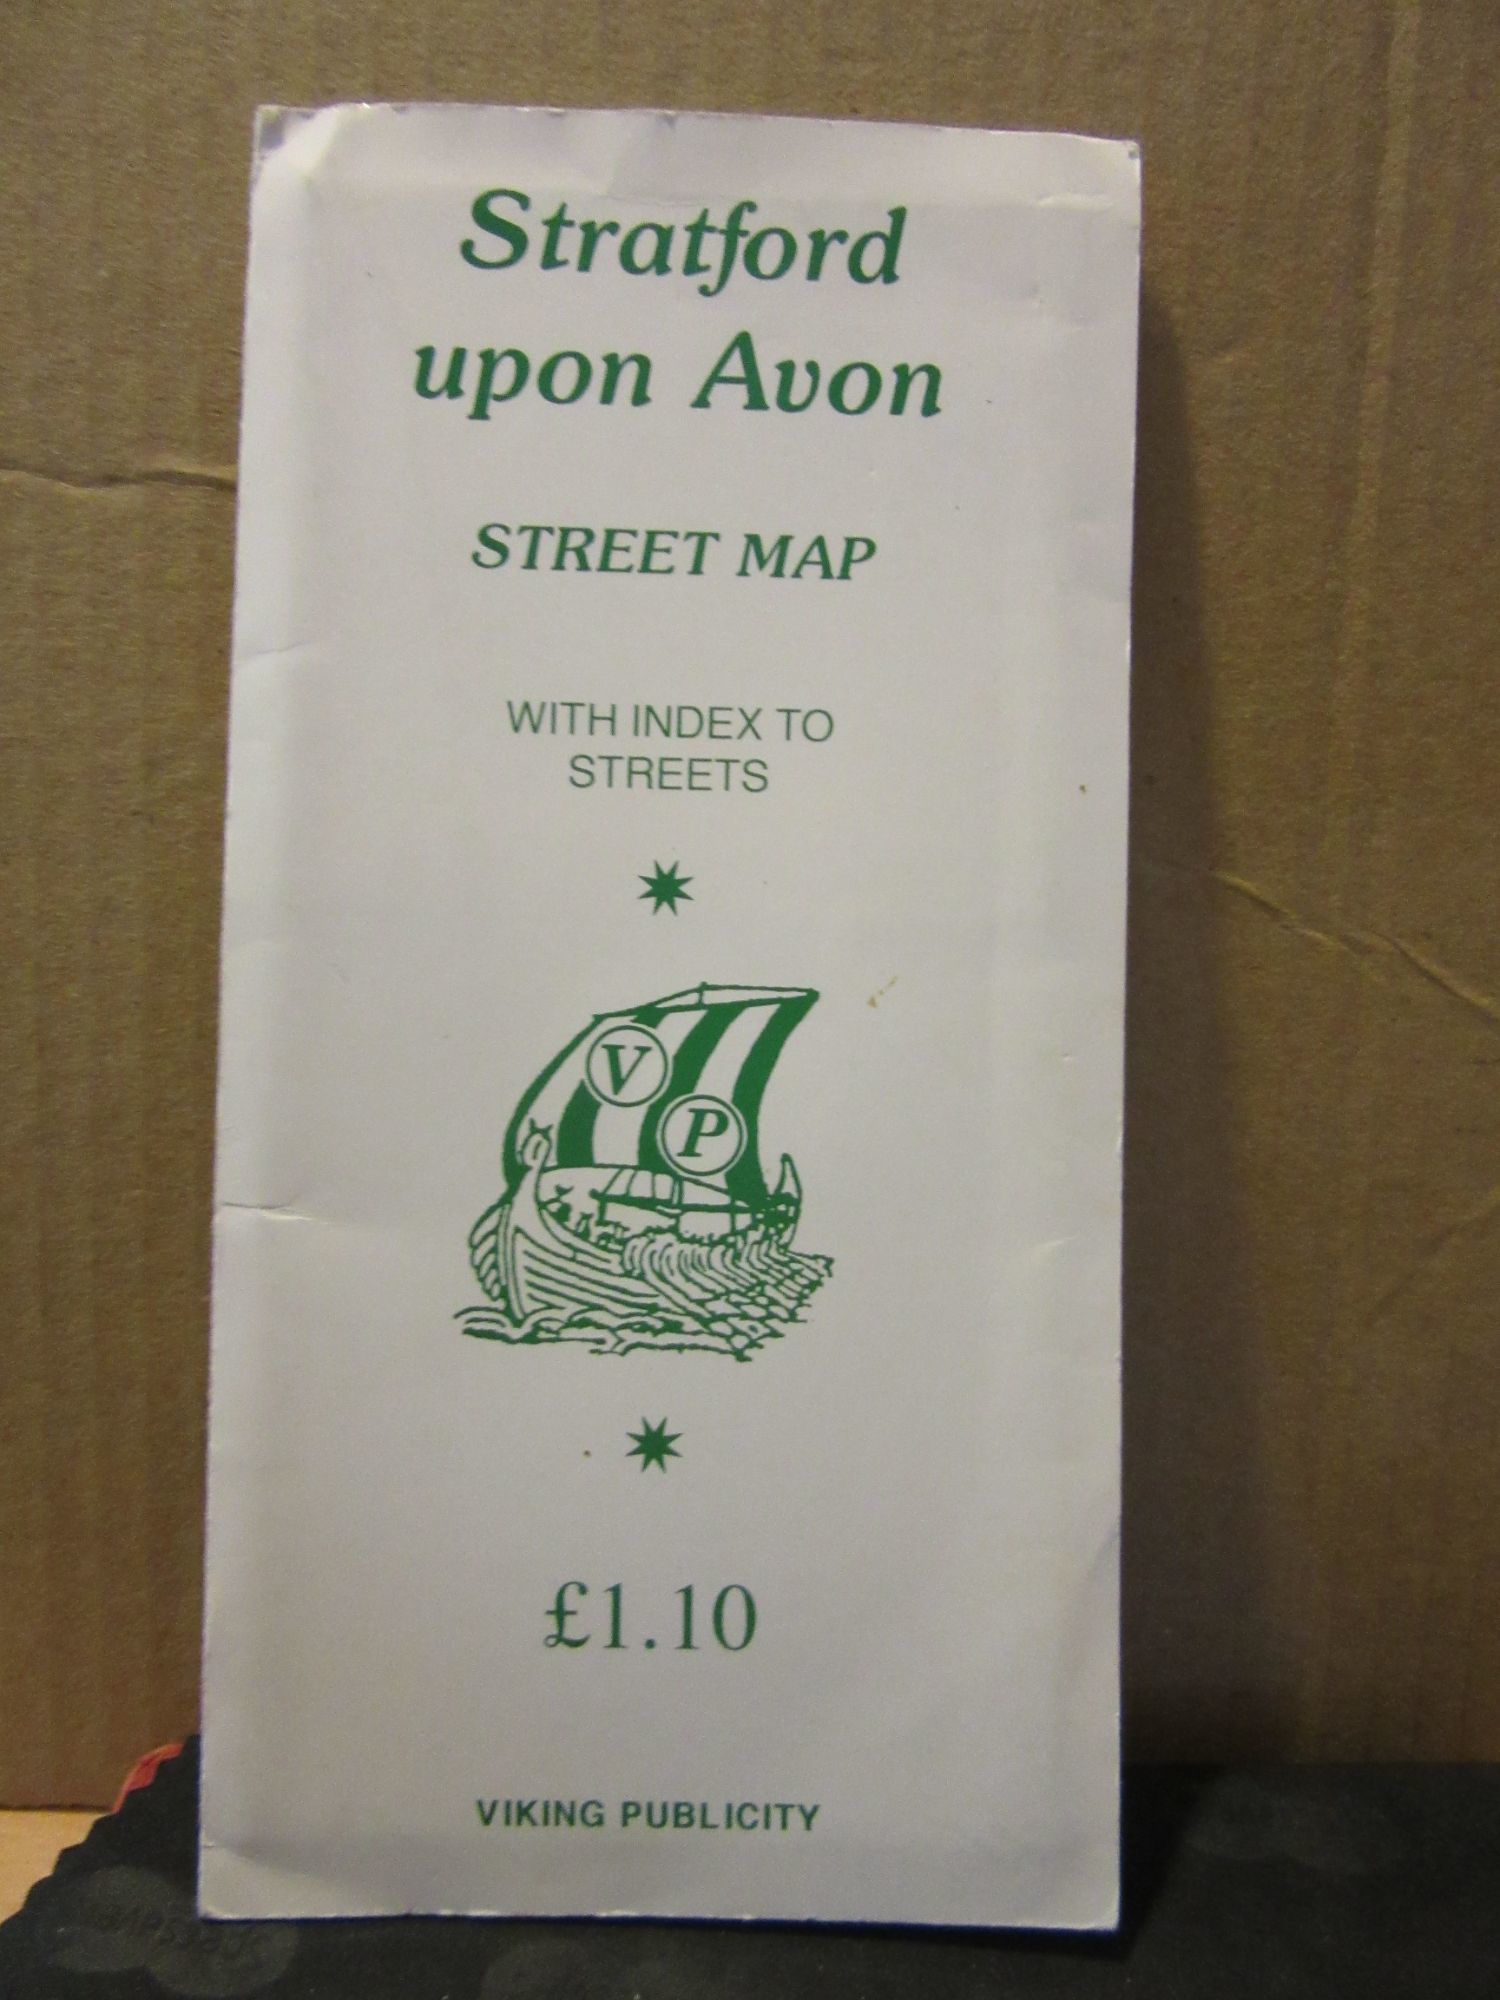 Stratford
upon Avon
STREET MAP
WITH INDEX TO
STREETS
V
P
£1.10
VIKING PUBLICITY